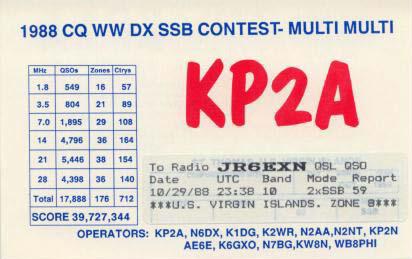 1988 CQ WW DX SSB CONTEST- MULTI MULTI
MHz QSOs Zones Ctrys
1.8 549 16 57
3.5 804 21 89
7.0 1,895 29 108
14 4,796 36 164
21 5,446 38 154
28 4,398 36 140
Total 17,888 176 712
SCORE 39,727,344
KP2A
To Radio JR6EXN QSL QSO
Date UTC Band Mode Report
10/29/88 23:38 10 2xSSB 59
***U.S. VIRGIN ISLANDS. ZONE 8***
OPERATORS: KP2A, N6DX, K1DG, K2WR, N2AA, N2NT, KP2N
AE6E, K6GXO, N7BG, KW8N, WB8PHI